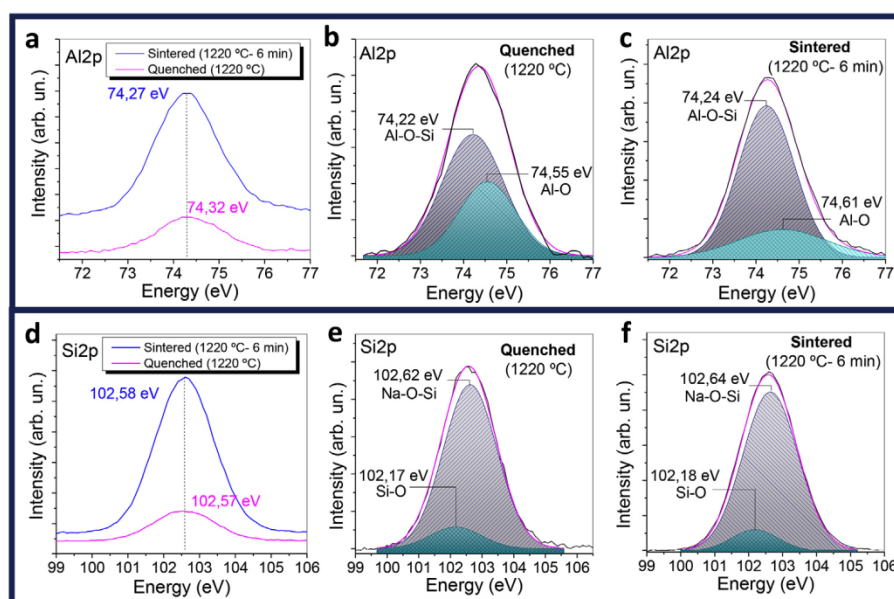 a
Al2p
Sintered (1220 ºC- 6 min)
Quenched (1220 ºC)
74,27 eV
74,32 eV
Intensity (arb. un.)
72 73 74 75 76 77
Energy (eV)
b
Al2p
Quenched
(1220 ºC)
74,22 eV
Al-O-Si
74,55 eV
Al-O
Intensity (arb. un.)
72 73 74 75 76 77
Energy (eV)
c
Al2p
Sintered
(1220 ºC- 6 min)
74,24 eV
Al-O-Si
74,61 eV
Al-O
Intensity (arb. un.)
72 73 74 75 76 77
Energy (eV)
d
Si2p
Sintered (1220 ºC- 6 min)
Quenched (1220 ºC)
102,58 eV
102,57 eV
Intensity (arb. un.)
99 100 101 102 103 104 105 106
Energy (eV)
e
Si2p
Quenched
(1220 ºC)
102,62 eV
Na-O-Si
102,17 eV
Si-O
Intensity (arb. un.)
99 100 101 102 103 104 105 106
Energy (eV)
f
Si2p
Sintered
(1220 ºC- 6 min)
102,64 eV
Na-O-Si
102,18 eV
Si-O
Intensity (arb. un.)
99 100 101 102 103 104 105 106
Energy (eV)